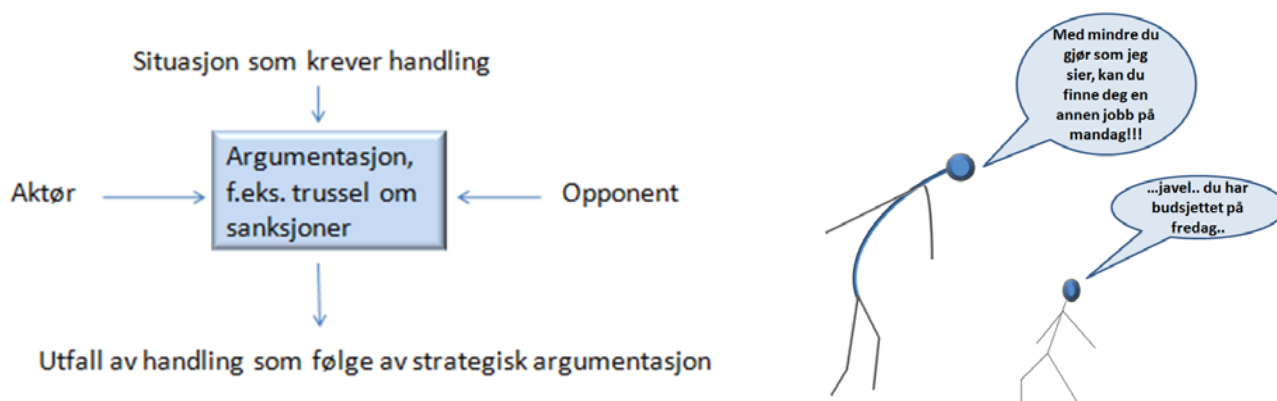 Situasjon som krever handling
Aktør
Argumentasjon,
f.eks. trussel om
sanksjoner
Opponent
Utfall av handling som følge av strategisk argumentasjon
Med mindre du
gjør som jeg
sier, kan du
finne deg en
annen jobb på
mandag!!!
...javel.. du har
budsjettet på
fredag..